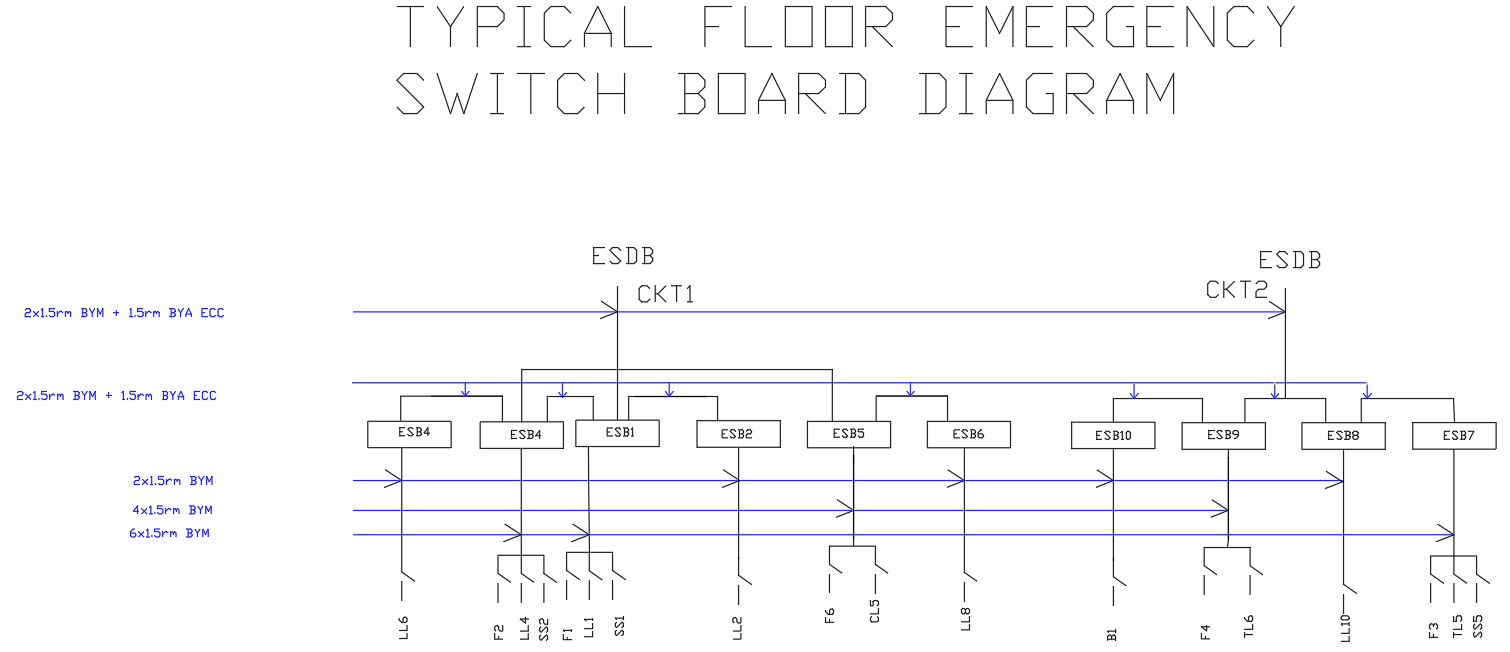 TYPICAL FLOOR EMERGENCY
SWITCH BOARD DIAGRAM
ESDB
ESDB
CKT1
CKT2
2x1.5rm BYM + 1.5rm BYA ECC
2x1.5rm BYM + 1.5rm BYA ECC
ESB4 ESB4 ESB1 ESB2 ESB5 ESB6 ESB10 ESB9 ESB8 ESB7
2x1.5rm BYM
4x1.5rm BYM
6x1.5rm BYM
LL6 F2 LL4 SS2 F1 LL1 SS1 LL2 F6 CL5 LL8 B1 F4 TL6 LL10 F3 TL5 SS5